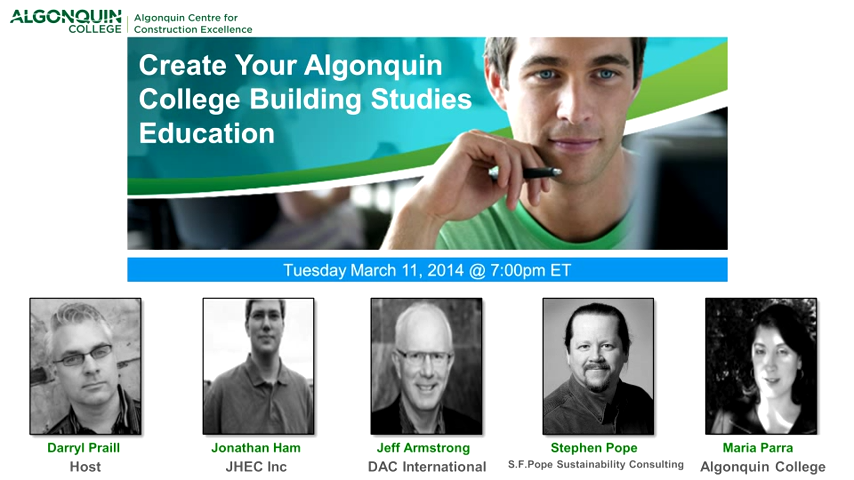 ALGONQUIN
COLLEGE
Algonquin Centre for
Construction Excellence
Create Your Algonquin
College Building Studies
Education
Tuesday March 11, 2014 @ 7:00pm ET
Darryl Praill
Host
Jonathan Ham
JHEC Inc
Jeff Armstrong
DAC International
Stephen Pope
S.F.Pope Sustainability Consulting
Maria Parra
Algonquin College